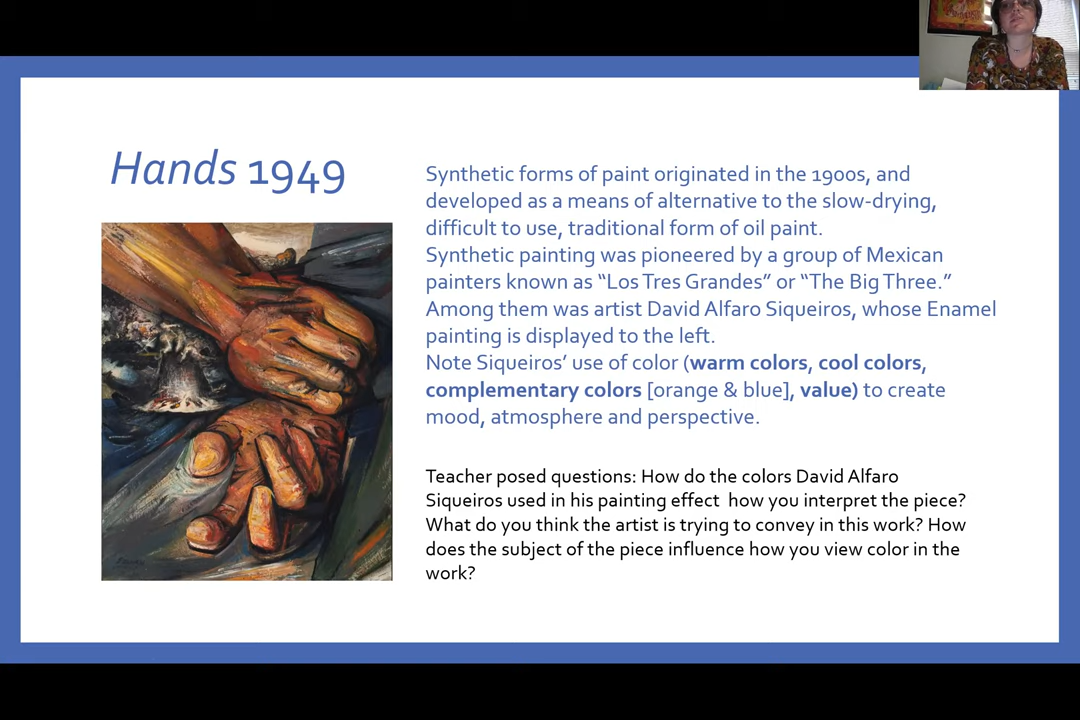 Hands 1949
Synthetic forms of paint originated in the 1900s, and
developed as a means of alternative to the slow-drying,
difficult to use, traditional form of oil paint.
Synthetic painting was pioneered by a group of Mexican
painters known as “Los Tres Grandes” or “The Big Three.”
Among them was artist David Alfaro Siqueiros, whose Enamel
painting is displayed to the left.
Note Siqueiros’ use of color (warm colors, cool colors,
complementary colors [orange & blue], value) to create
mood, atmosphere and perspective.
Teacher posed questions: How do the colors David Alfaro
Siqueiros used in his painting effect  how you interpret the piece?
What do you think the artist is trying to convey in this work? How
does the subject of the piece influence how you view color in the
work?